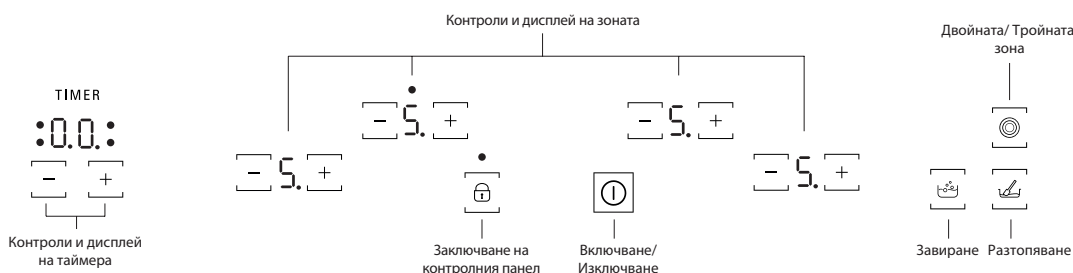 Контроли и дисплей на зоната
Двойната/ Тройната
зона
TIMER
:0.0.:
- +
- 5. +
- 5. +
- 5. +
- 5. +
Контроли и дисплей
на таймера
Заключване на
контролния панел
Включване/
Изключване
Завиране
Разтопяване